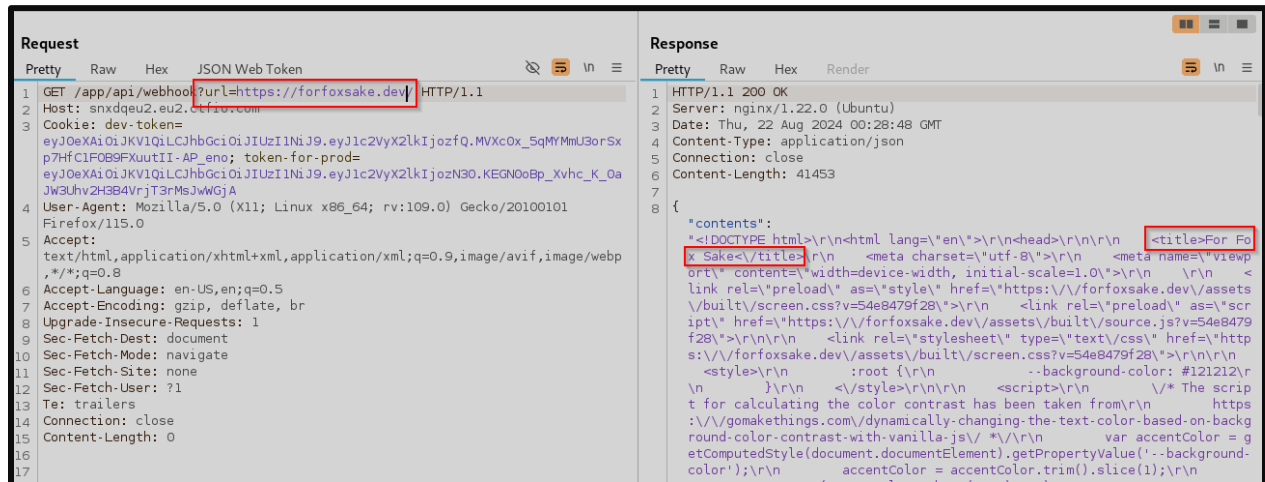 Request
Pretty Raw Hex JSON Web Token \n
1 GET /app/api/webhook?url=https://forfoxsake.dev/ HTTP/1.1
2 Host: snxdqeu2.eu2.ctfio.com
3 Cookie: dev-token=
eyJ0eXAiOiJKV1QiLCJhbGciOiJIUzI1NiJ9.eyJ1c2VyX2lkIjozfQ.MVXcOx_5qMYMmU3orSx
p7HfC1FOB9FXuutII-AP_eno; token-for-prod=
eyJ0eXAiOiJKV1QiLCJhbGciOiJIUzI1NiJ9.eyJ1c2VyX2lkIjozN30.KEGNOoBp_Xvhc_K_Oa
JW3Uhv2H3B4VrjT3rMsJwWGjA
4 User-Agent: Mozilla/5.0 (X11; Linux x86_64; rv:109.0) Gecko/20100101
Firefox/115.0
5 Accept:
text/html,application/xhtml+xml,application/xml;q=0.9,image/avif,image/webp
,*/*;q=0.8
6 Accept-Language: en-US,en;q=0.5
7 Accept-Encoding: gzip, deflate, br
8 Upgrade-Insecure-Requests: 1
9 Sec-Fetch-Dest: document
10 Sec-Fetch-Mode: navigate
11 Sec-Fetch-Site: none
12 Sec-Fetch-User: ?1
13 Te: trailers
14 Connection: close
15 Content-Length: 0
16
17
Response
Pretty Raw Hex Render \n
1 HTTP/1.1 200 OK
2 Server: nginx/1.22.0 (Ubuntu)
3 Date: Thu, 22 Aug 2024 00:28:48 GMT
4 Content-Type: application/json
5 Connection: close
6 Content-Length: 41453
7
8 {
"contents":
"<!DOCTYPE html>\r\n<html lang=\"en\">\r\n<head>\r\n\r\n    <title>For Fo
x Sake<\/title>\r\n    <meta charset=\"utf-8\">\r\n    <meta name=\"viewp
ort\" content=\"width=device-width, initial-scale=1.0\">\r\n    \r\n    <
link rel=\"preload\" as=\"style\" href=\"https:\/\/forfoxsake.dev\/assets
\/built\/screen.css?v=54e8479f28\">\r\n    <link rel=\"preload\" as=\"scr
ipt\" href=\"https:\/\/forfoxsake.dev\/assets\/built\/source.js?v=54e8479
f28\">\r\n\r\n    <link rel=\"stylesheet\" type=\"text\/css\" href=\"http
s:\/\/forfoxsake.dev\/assets\/built\/screen.css?v=54e8479f28\">\r\n\r\n
<style>\r\n        :root {\r\n            --background-color: #121212\r
\n        }\r\n    <\/style>\r\n\r\n    <script>\r\n        \/* The scrip
t for calculating the color contrast has been taken from\r\n        https
:\/\/gomakethings.com\/dynamically-changing-the-text-color-based-on-backg
round-color-contrast-with-vanilla-js\/ *\/\r\n        var accentColor = g
etComputedStyle(document.documentElement).getPropertyValue('--background-
color');\r\n        accentColor = accentColor.trim().slice(1);\r\n